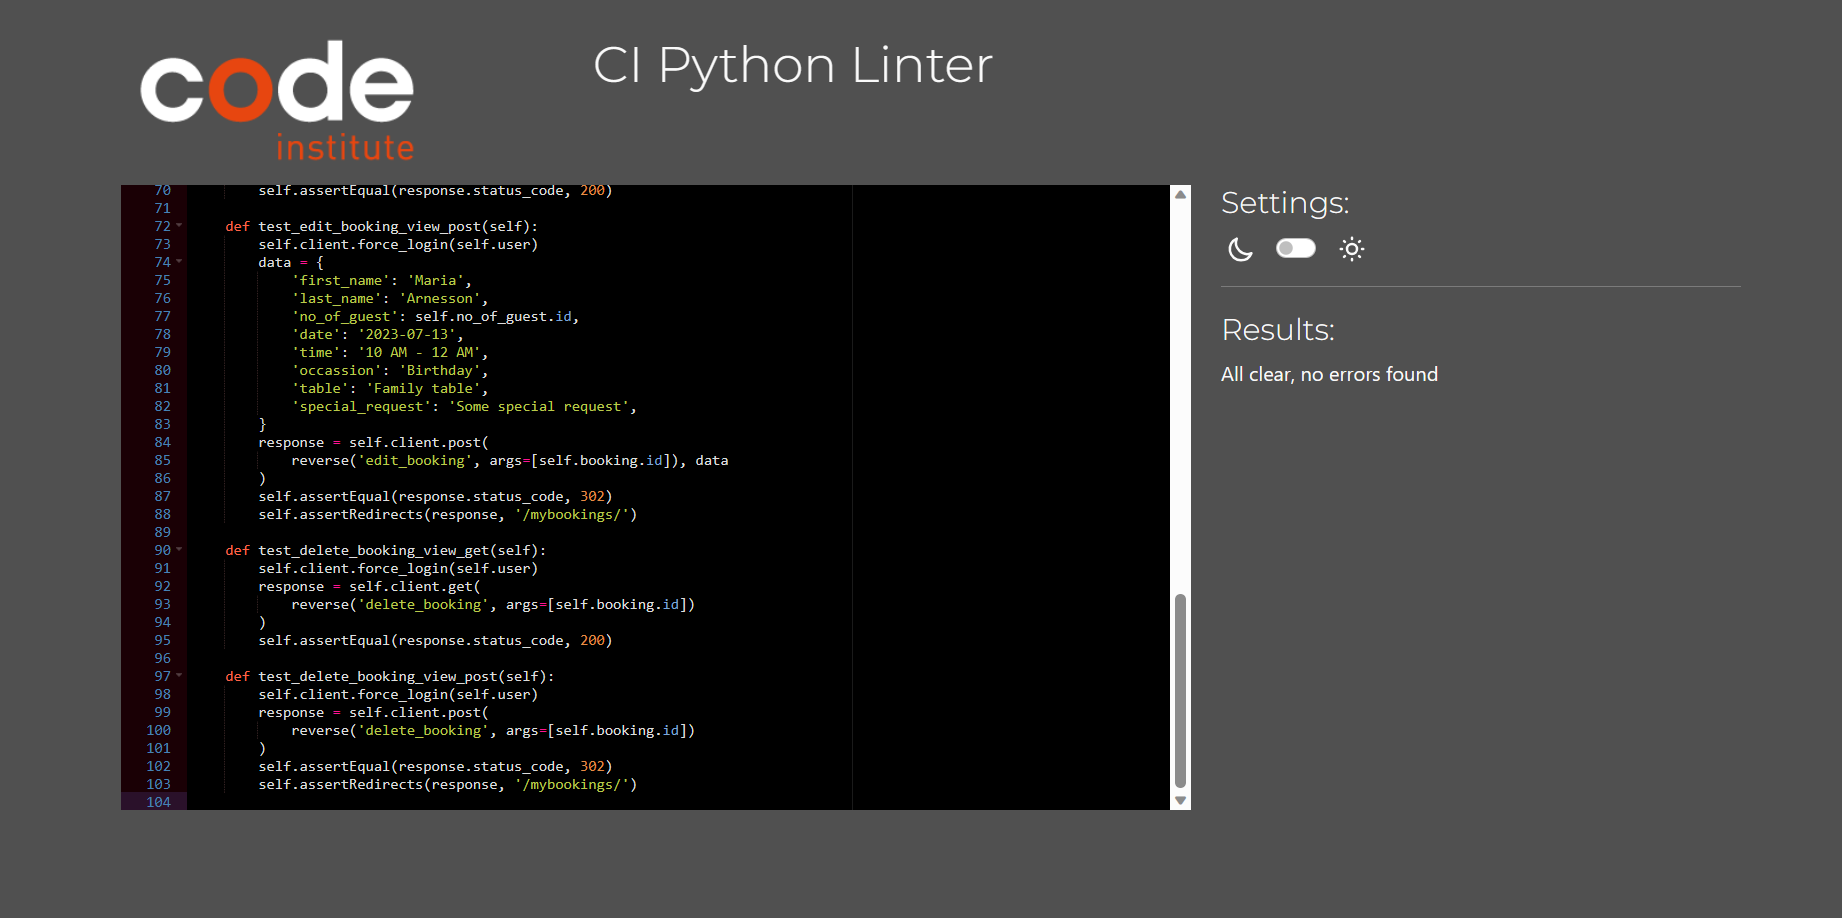 code
institute
CI Python Linter
70 self.assertEqual(response.status_code, 200)
71
72 def test_edit_booking_view_post(self):
73 self.client.force_login(self.user)
74 data = {
75 'first_name': 'Maria',
76 'last_name': 'Arnesson',
77 'no_of_guest': self.no_of_guest.id,
78 'date': '2023-07-13',
79 'time': '10 AM - 12 AM',
80 'occassion': 'Birthday',
81 'table': 'Family table',
82 'special_request': 'Some special request',
83 }
84 response = self.client.post(
85 reverse('edit_booking', args=[self.booking.id]), data
86 )
87 self.assertEqual(response.status_code, 302)
88 self.assertRedirects(response, '/mybookings/')
89
90 def test_delete_booking_view_get(self):
91 self.client.force_login(self.user)
92 response = self.client.get(
93 reverse('delete_booking', args=[self.booking.id])
94 )
95 self.assertEqual(response.status_code, 200)
96
97 def test_delete_booking_view_post(self):
98 self.client.force_login(self.user)
99 response = self.client.post(
100 reverse('delete_booking', args=[self.booking.id])
101 )
102 self.assertEqual(response.status_code, 302)
103 self.assertRedirects(response, '/mybookings/')
104
Settings:
Results:
All clear, no errors found